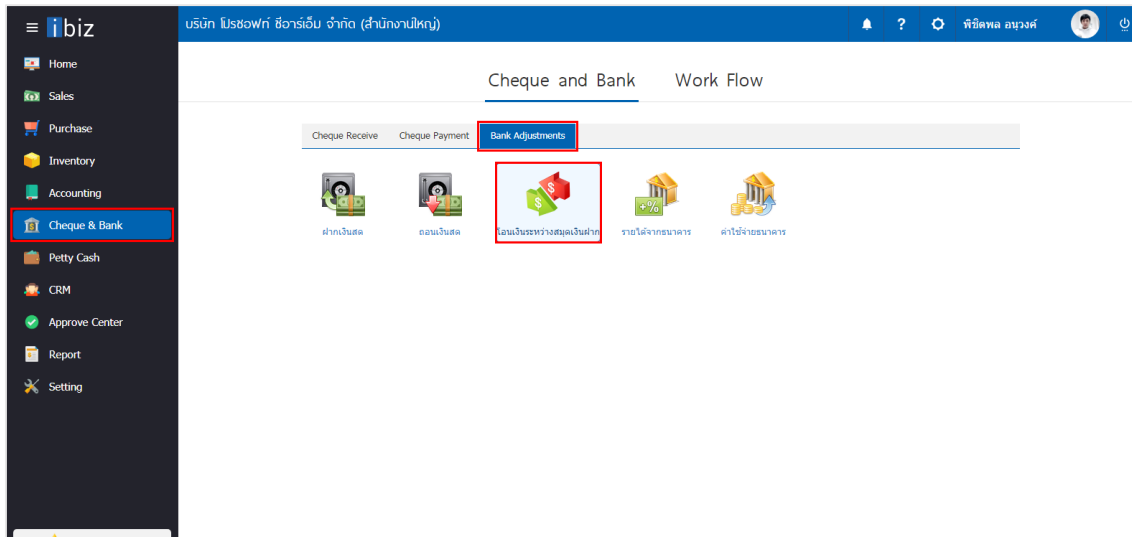 ≡ ibiz
บริษัท โปรซอฟท์ ซีอาร์เอ็ม จำกัด (สำนักงานใหญ่)
?
พิชิตพล อนุวงค์
Home
Sales
Purchase
Inventory
Accounting
Cheque & Bank
Petty Cash
CRM
Approve Center
Report
Setting
Cheque and Bank Work Flow
Cheque Receive Cheque Payment Bank Adjustments
ฝากเงินสด ถอนเงินสด โอนเงินระหว่างสมุดเงินฝาก รายได้จากธนาคาร ค่าใช้จ่ายธนาคาร